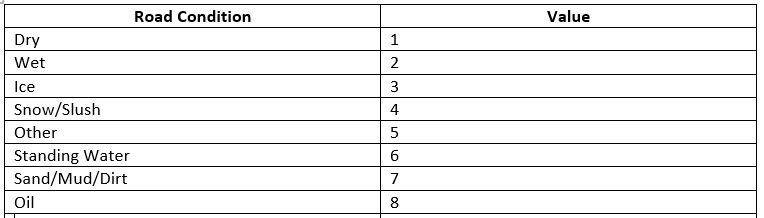 Road Condition Value
Dry 1
Wet 2
Ice 3
Snow/Slush 4
Other 5
Standing Water 6
Sand/Mud/Dirt 7
Oil 8